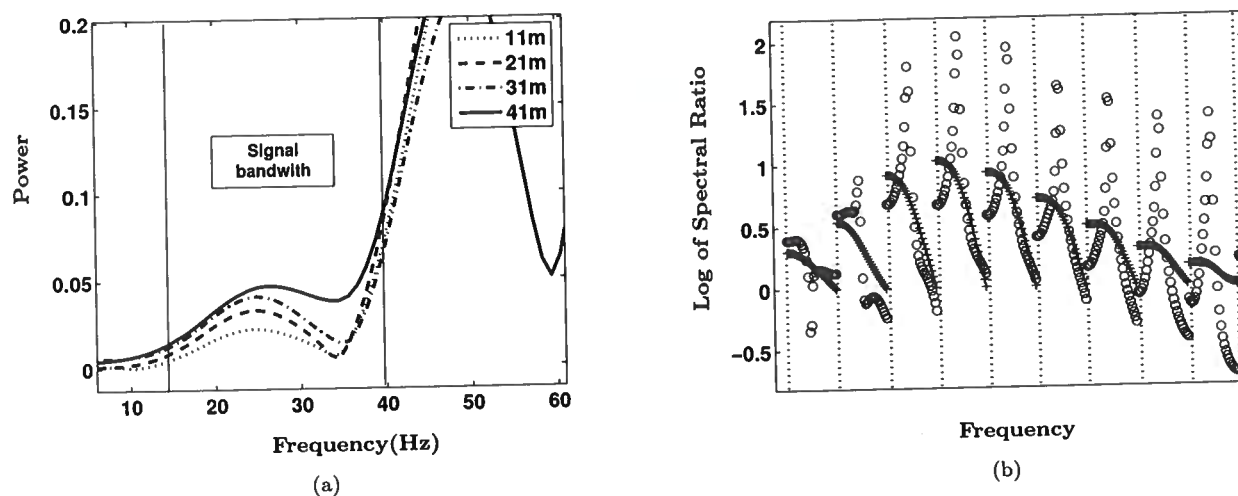 0.2
0.15
0.1
0.05
0
Power
Signal
bandwith
11m
21m
31m
41m
10
20
30
40
50
60
Frequency(Hz)
(a)
2
1.5
1
0.5
0
−0.5
Log of Spectral Ratio
Frequency
(b)